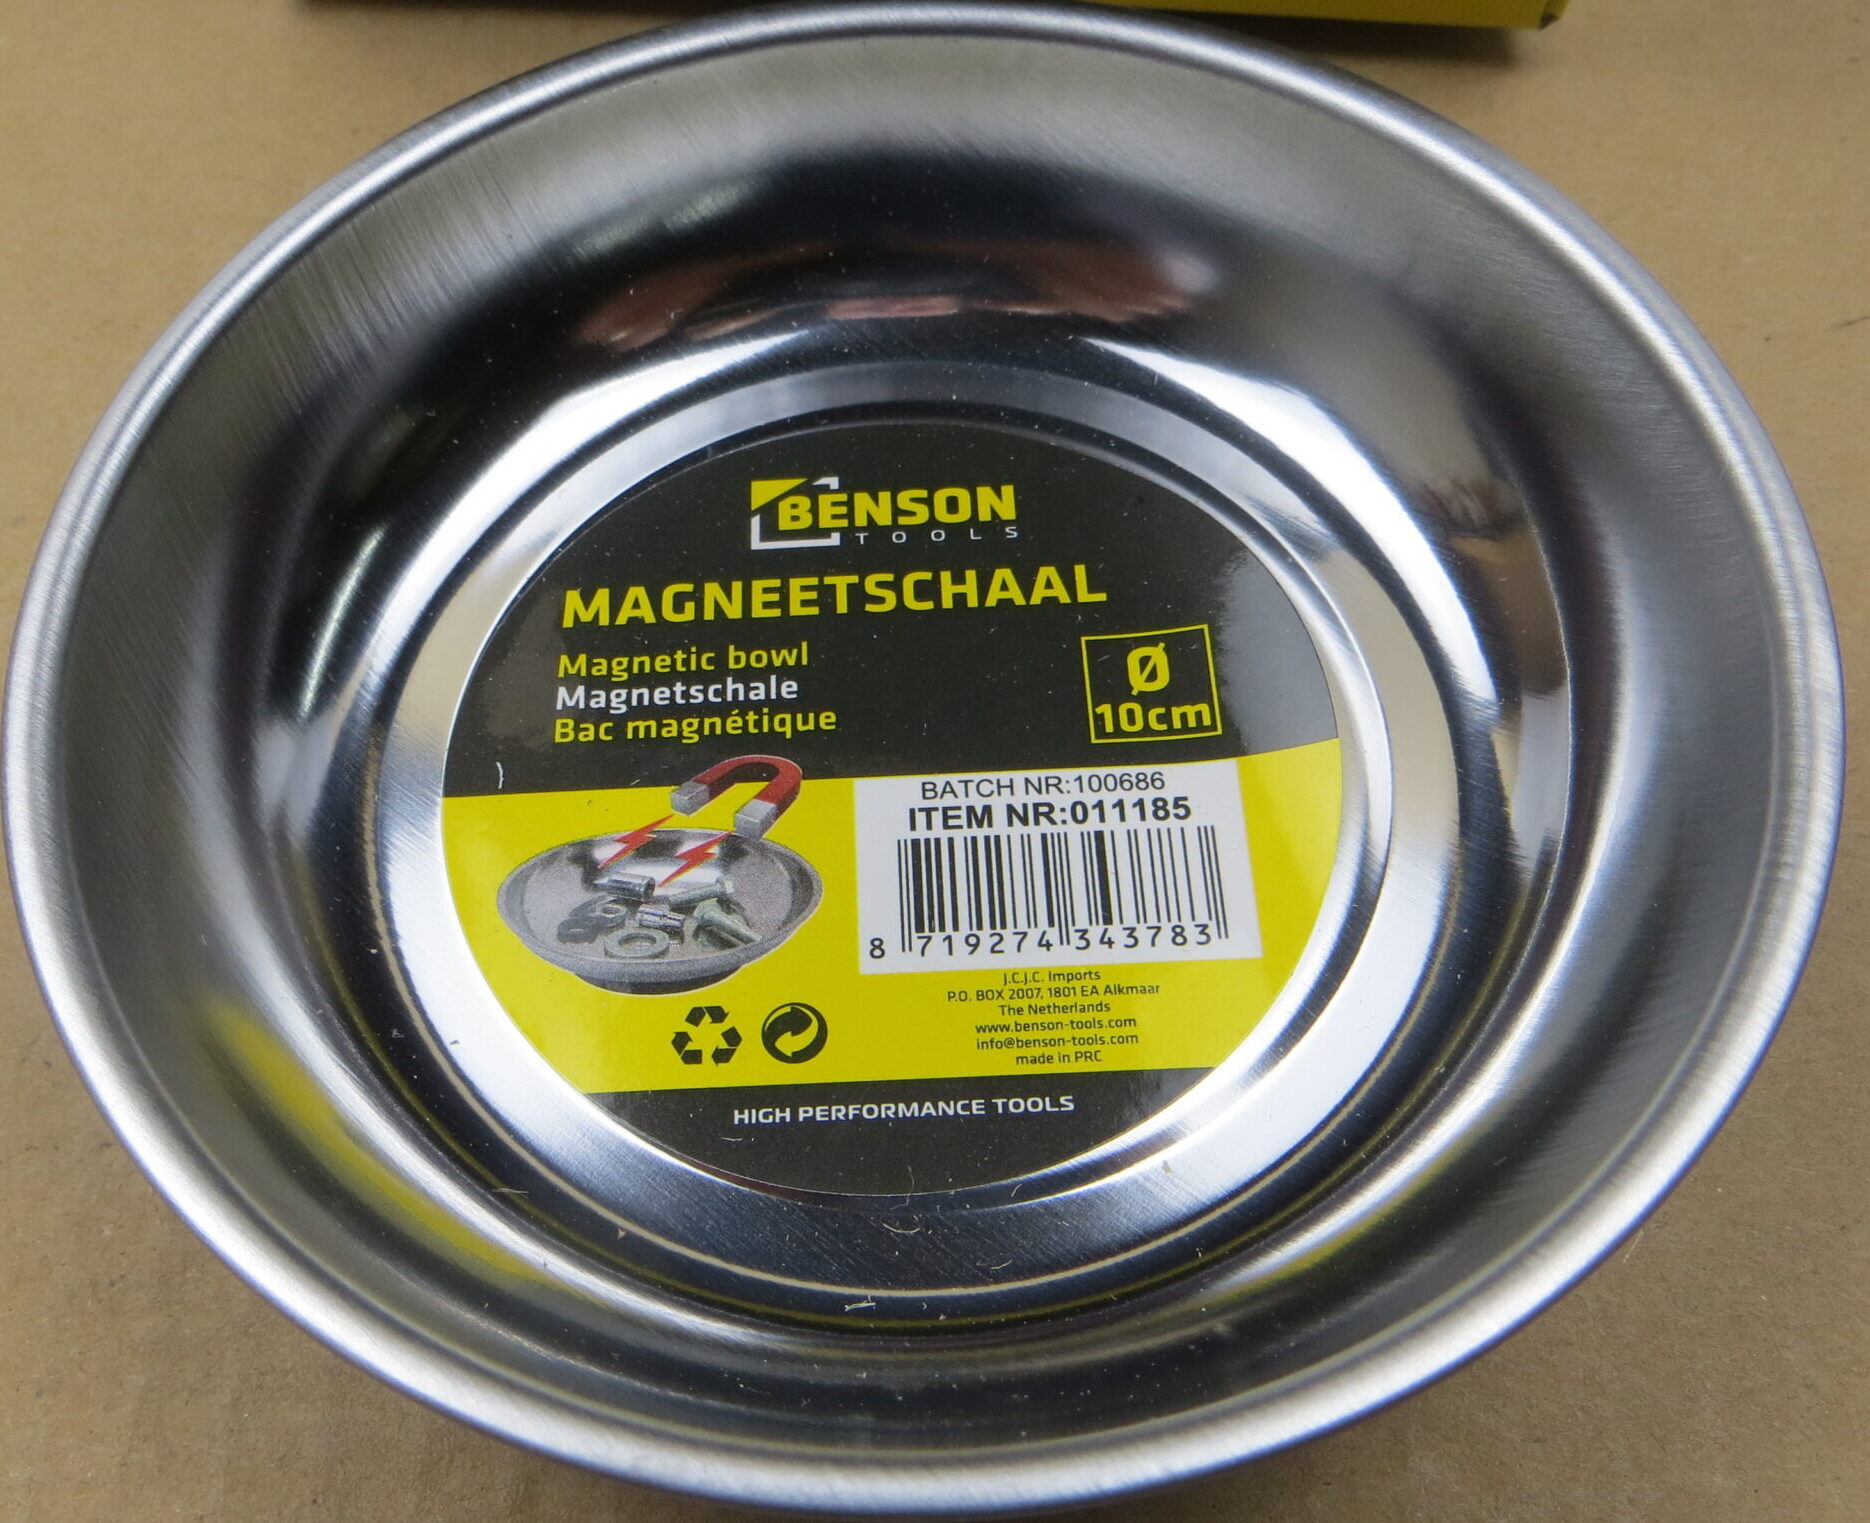 BENSON
TOOLS
MAGNEETSCHAAL
Magnetic bowl
Magnetschale
Bac magnétique
Ø
10cm
BATCH NR:100686
ITEM NR:011185
8 719274 343783
J.C.J.C. Imports
P.O. BOX 2007, 1801 EA Alkmaar
The Netherlands
www.benson-tools.com
info@benson-tools.com
made in PRC
HIGH PERFORMANCE TOOLS